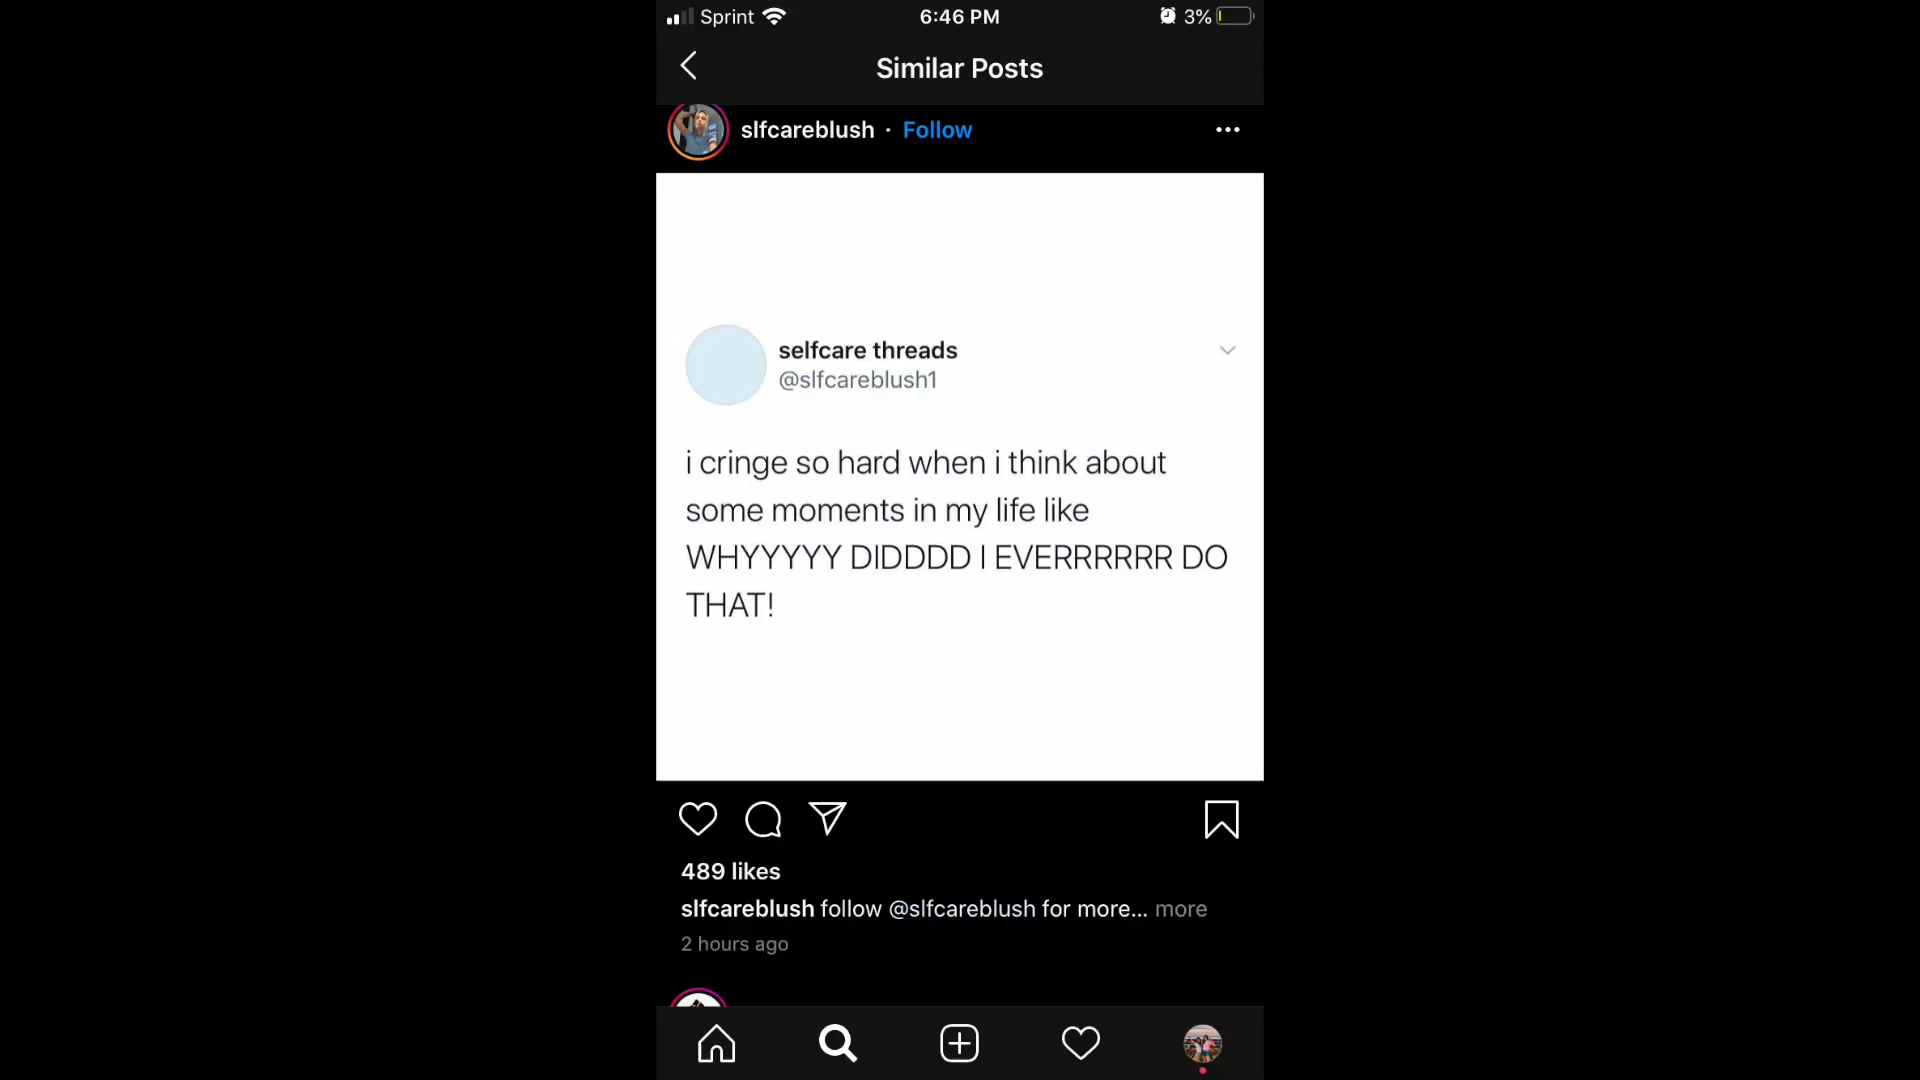 Sprint 6:46 PM 3%
Similar Posts
slfcareblush · Follow
selfcare threads
@slfcareblush1
i cringe so hard when i think about
some moments in my life like
WHYYYYY DIDDDD I EVERRRRRR DO
THAT!
489 likes
slfcareblush follow @slfcareblush for more... more
2 hours ago